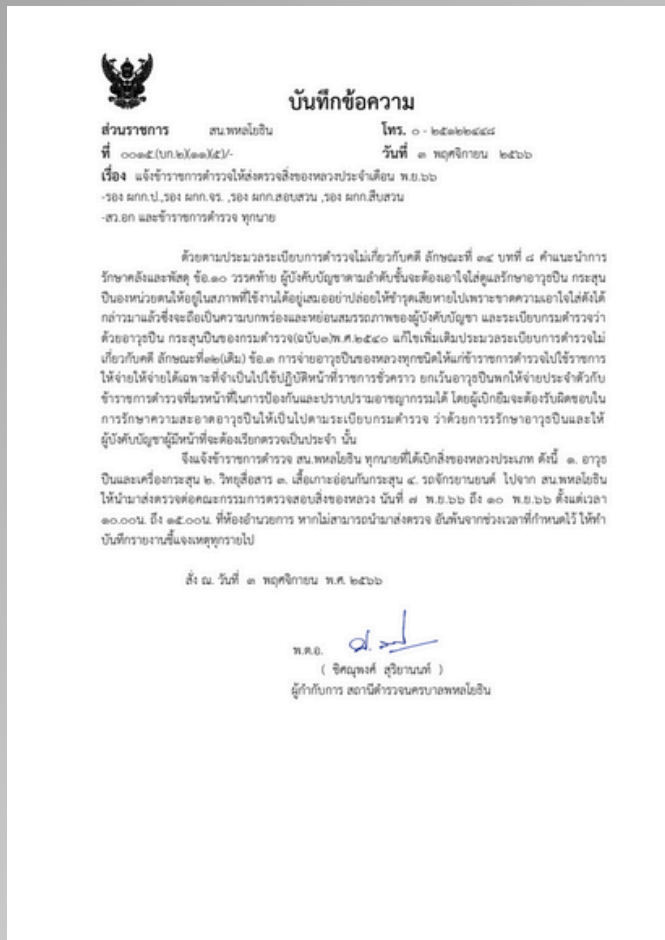 บันทึกข้อความ
ส่วนราชการ สน.พหลโยธิน โทร. ๐ - ๒๕๑๒๒๔๔๘
ที่ ๐๐๑๕.(บก.๒)(๑๑)(๕)/- วันที่ ๓ พฤศจิกายน ๒๕๖๖
เรื่อง แจ้งข้าราชการตำรวจให้ส่งตรวจสิ่งของหลวงประจำเดือน พ.ย.๖๖
-รอง ผกก.ป.,รอง ผกก.จร. ,รอง ผกก.สอบสวน ,รอง ผกก.สืบสวน
-สว.อก และข้าราชการตำรวจ ทุกนาย
ด้วยตามประมวลระเบียบการตำรวจไม่เกี่ยวกับคดี ลักษณะที่ ๓๔ บทที่ ๘ คำแนะนำการ
รักษาคลังและพัสดุ ข้อ.๑๐ วรรคท้าย ผู้บังคับบัญชาตามลำดับชั้นจะต้องเอาใจใส่ดูแลรักษาอาวุธปืน กระสุน
ปืนองหน่วยตนให้อยู่ในสภาพที่ใช้งานได้อยู่เสมออย่าปล่อยให้ชำรุดเสียหายไปเพราะขาดความเอาใจใส่ดังได้
กล่าวมาแล้วซึ่งจะถือเป็นความบกพร่องและหย่อนสมรรถภาพของผู้บังคับบัญชา และระเบียบกรมตำรวจว่า
ด้วยอาวุธปืน กระสุนปืนของกรมตำรวจ(ฉบับ๓)พ.ศ.๒๕๔๐ แก้ไขเพิ่มเติมประมวลระเบียบการตำรวจไม่
เกี่ยวกับคดี ลักษณะที่๓๒(เดิม) ข้อ.๓ การจ่ายอาวุธปืนของหลวงทุกชนิดให้แก่ข้าราชการตำรวจไปใช้ราชการ
ให้จ่ายให้จ่ายได้เฉพาะที่จำเป็นไปใช้ปฏิบัติหน้าที่ราชการชั่วคราว ยกเว้นอาวุธปืนพกให้จ่ายประจำตัวกับ
ข้าราชการตำรวจที่มรหน้าที่ในการป้องกันและปราบปรามอาชญากรรมได้ โดยผู้เบิกยืมจะต้องรับผิดชอบใน
การรักษาความสะอาดอาวุธปืนให้เป็นไปตามระเบียบกรมตำรวจ ว่าด้วยการรรักษาอาวุธปืนและให้
ผู้บังคับบัญชาผู้มีหน้าที่จะต้องเรียกตรวจเป็นประจำ นั้น
จึงแจ้งข้าราชการตำรวจ สน.พหลโยธิน ทุกนายที่ได้เบิกสิ่งของหลวงประเภท ดังนี้ ๑. อาวุธ
ปืนและเครื่องกระสุน ๒. วิทยุสื่อสาร ๓. เสื้อเกาะอ่อนกันกระสุน ๔. รถจักรยานยนต์ ไปจาก สน.พหลโยธิน
ให้นำมาส่งตรวจต่อคณะกรรมการตรวจสอบสิ่งของหลวง นันที่ ๗ พ.ย.๖๖ ถึง ๑๐ พ.ย.๖๖ ตั้งแต่เวลา
๑๐.๐๐น. ถึง ๑๕.๐๐น. ที่ห้องอำนวยการ หากไม่สามารถนำมาส่งตรวจ อันพ้นจากช่วงเวลาที่กำหนดไว้ ให้ทำ
บันทึกรายงานชี้แจงเหตุทุกรายไป
สั่ง ณ. วันที่ ๓ พฤศจิกายน พ.ศ. ๒๕๖๖
พ.ต.อ.
( ชิศณุพงศ์ สุริยานนท์ )
ผู้กำกับการ สถานีตำรวจนครบาลพหลโยธิน